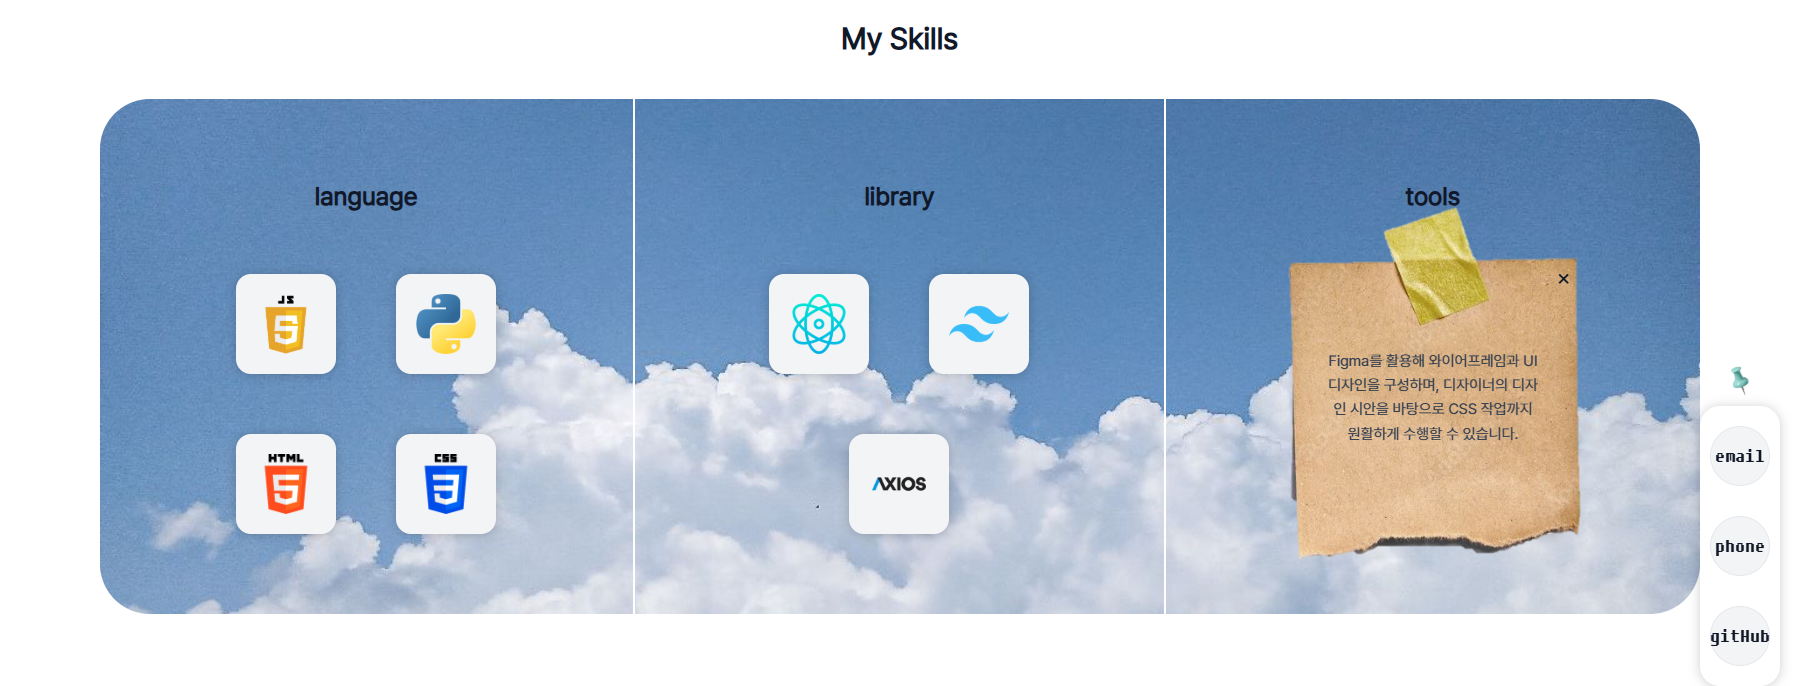 My Skills
language
library
tools
JS
HTML
CSS
AXIOS
Figma를 활용해 와이어프레임과 UI
디자인을 구성하며, 디자이너의 디자
인 시안을 바탕으로 CSS 작업까지
원활하게 수행할 수 있습니다.
email
phone
gitHub